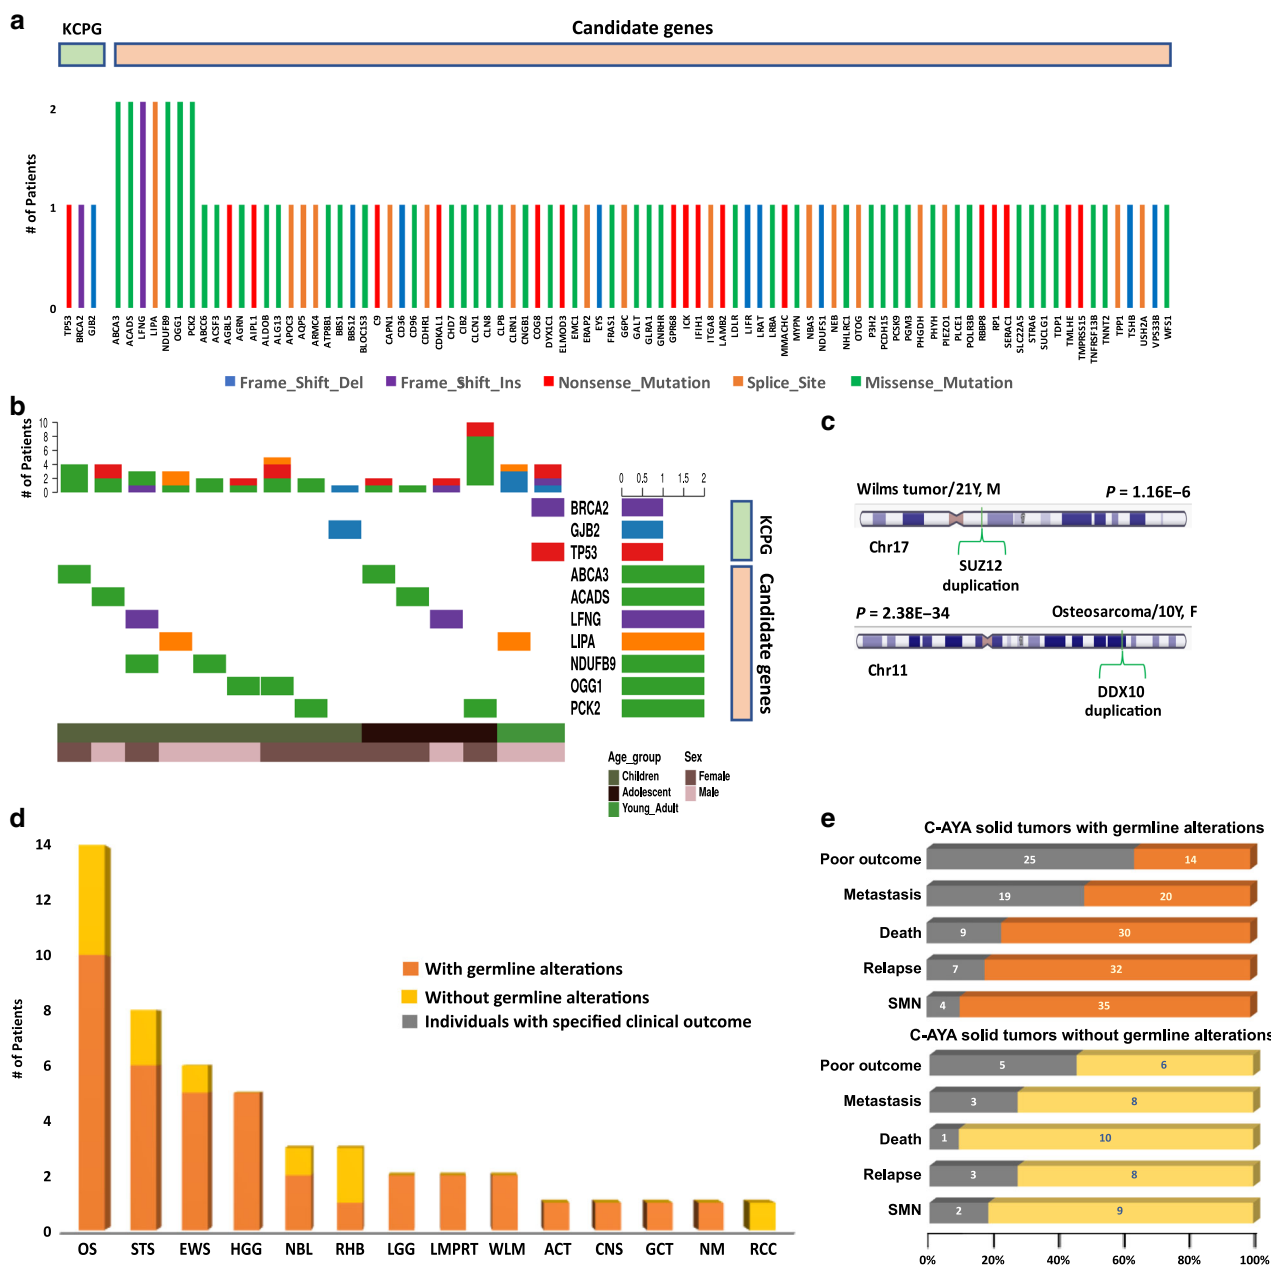 a
KCPG
Candidate genes
# of Patients
2
1
0
TP53
BRCA2
GJB2
ABCA3
ACADS
LFNG
LIPA
NDUFB9
OGG1
PCK2
ABCC6
ACSF3
AGBL5
AGRN
AIPL1
ALDOB
ALG13
APOC3
AQP5
ARMC4
ATP8B1
BBS1
BBS12
BLOC1S3
C9
CAPN1
CD36
CD96
CDHR1
CDKAL1
CHD7
CIB2
CLCN1
CLN8
CLPB
CLRN1
CNGB1
COG8
DYX1C1
ELMOD3
EMC1
ERAP2
EYS
FRAS1
G6PC
GALT
GLRA1
GNRHR
GPR68
ICK
IFIH1
ITGA8
LAMB2
LDLR
LIFR
LRAT
LRBA
MMACHC
MYPN
NBAS
NDUFS1
NEB
NHLRC1
OTOG
P3H2
PCDH15
PCSK9
PGM3
PHGDH
PHYH
PIEZO1
PLCE1
POLR3B
RBBP8
RP1
SERAC1
SLC22A5
STRA6
SUCLG1
TDP1
TMLHE
TMPRSS15
TNFRSF13B
TNNT2
TPP1
TSHB
USH2A
VPS33B
WFS1
Frame_Shift_Del
Frame_Shift_Ins
Nonsense_Mutation
Splice_Site
Missense_Mutation
b
# of Patients
10
8
6
4
2
0
0 0.5 1 1.5 2
BRCA2
GJB2
TP53
ABCA3
ACADS
LFNG
LIPA
NDUFB9
OGG1
PCK2
KCPG
Candidate genes
Age_group
Children
Adolescent
Young_Adult
Sex
Female
Male
c
Wilms tumor/21Y, M
P = 1.16E–6
Chr17
SUZ12
duplication
P = 2.38E–34
Osteosarcoma/10Y, F
Chr11
DDX10
duplication
d
# of Patients
14
12
10
8
6
4
2
0
With germline alterations
Without germline alterations
Individuals with specified clinical outcome
OS STS EWS HGG NBL RHB LGG LMPRT WLM ACT CNS GCT NM RCC
e
C-AYA solid tumors with germline alterations
Poor outcome 25 14
Metastasis 19 20
Death 9 30
Relapse 7 32
SMN 4 35
C-AYA solid tumors without germline alterations
Poor outcome 5 6
Metastasis 3 8
Death 1 10
Relapse 3 8
SMN 2 9
0% 20% 40% 60% 80% 100%